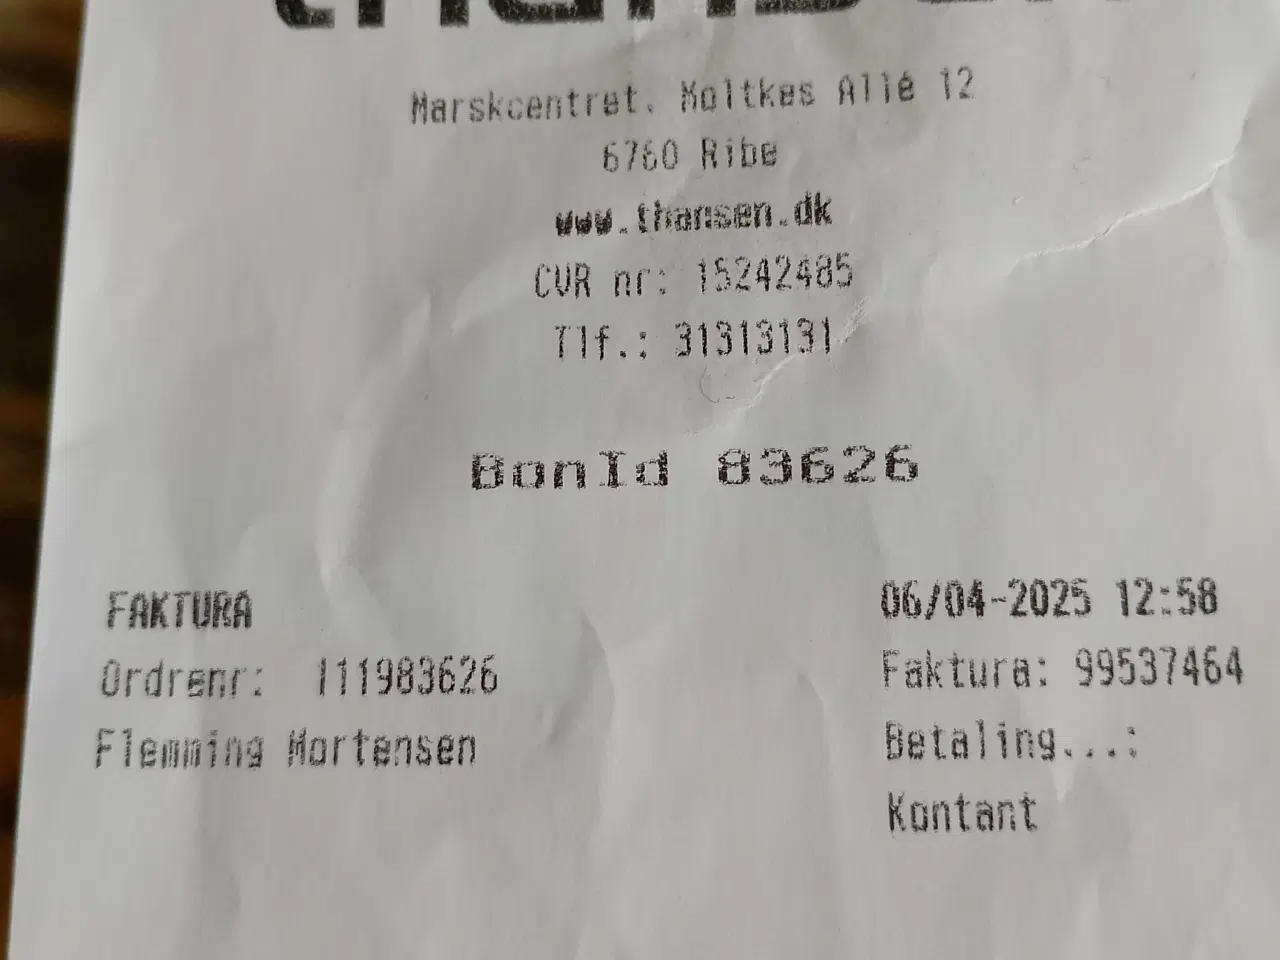 thansen
Marskcentret. Moltkes Allé 12
6760 Ribe
www.thansen.dk
CVR nr: 15242485
Tlf.: 31313131
BonId 83626
FAKTURA
06/04-2025 12:58
Ordrenr: 111983626
Faktura: 99537464
Flemming Mortensen
Betaling...:
Kontant